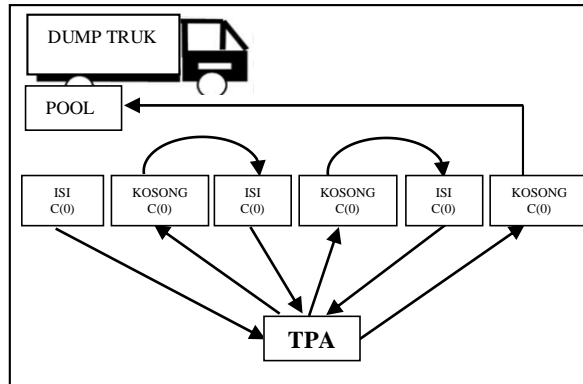 DUMP TRUK
POOL
ISI
C(0)
KOSONG
C(0)
ISI
C(0)
KOSONG
C(0)
ISI
C(0)
KOSONG
C(0)
TPA